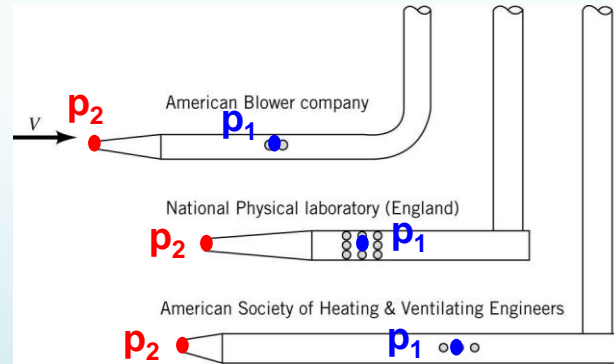 American Blower company
p2
V
p1
National Physical laboratory (England)
p2
p1
American Society of Heating & Ventilating Engineers
p2
p1